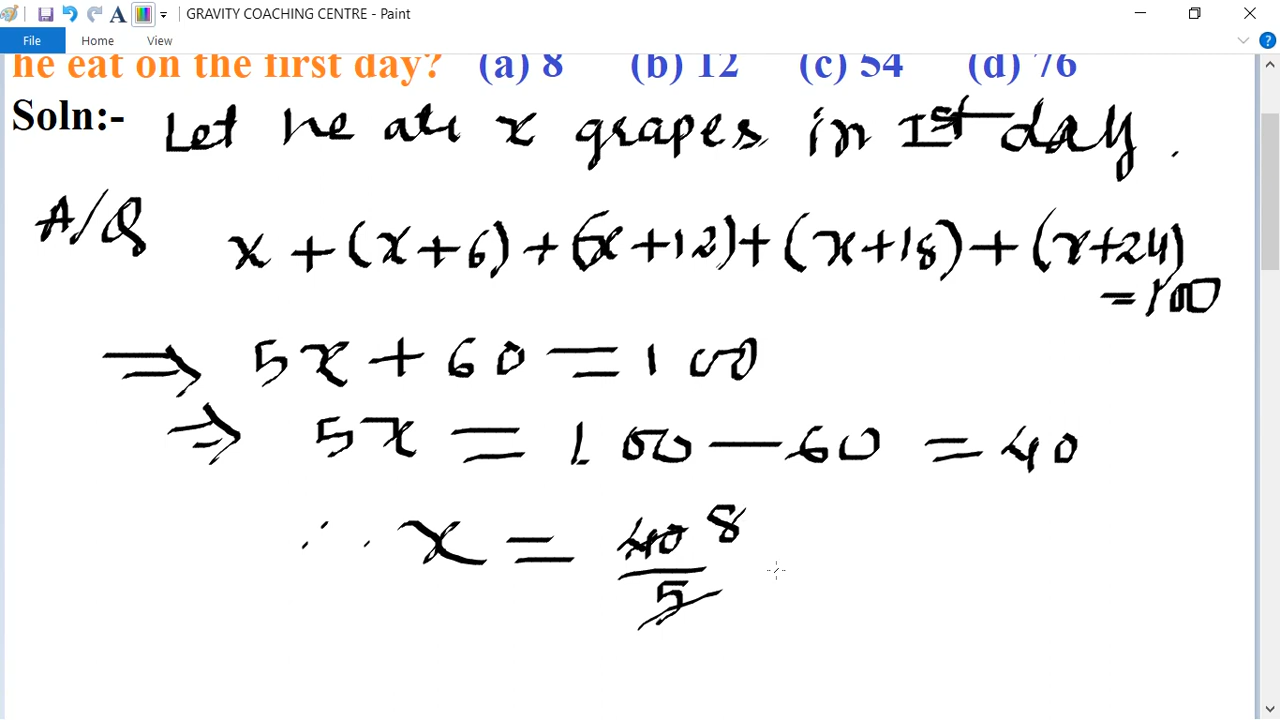 GRAVITY COACHING CENTRE - Paint
File Home View
he eat on the first day? (a) 8 (b) 12 (c) 54 (d) 76
Soln:- Let he ate x grapes in 1st day.
A/Q x + (x+6) + (x+12) + (x+18) + (x+24)
= 100
⇒ 5x + 60 = 100
⇒ 5x = 100 - 60 = 40
∴ x = 40/5 8